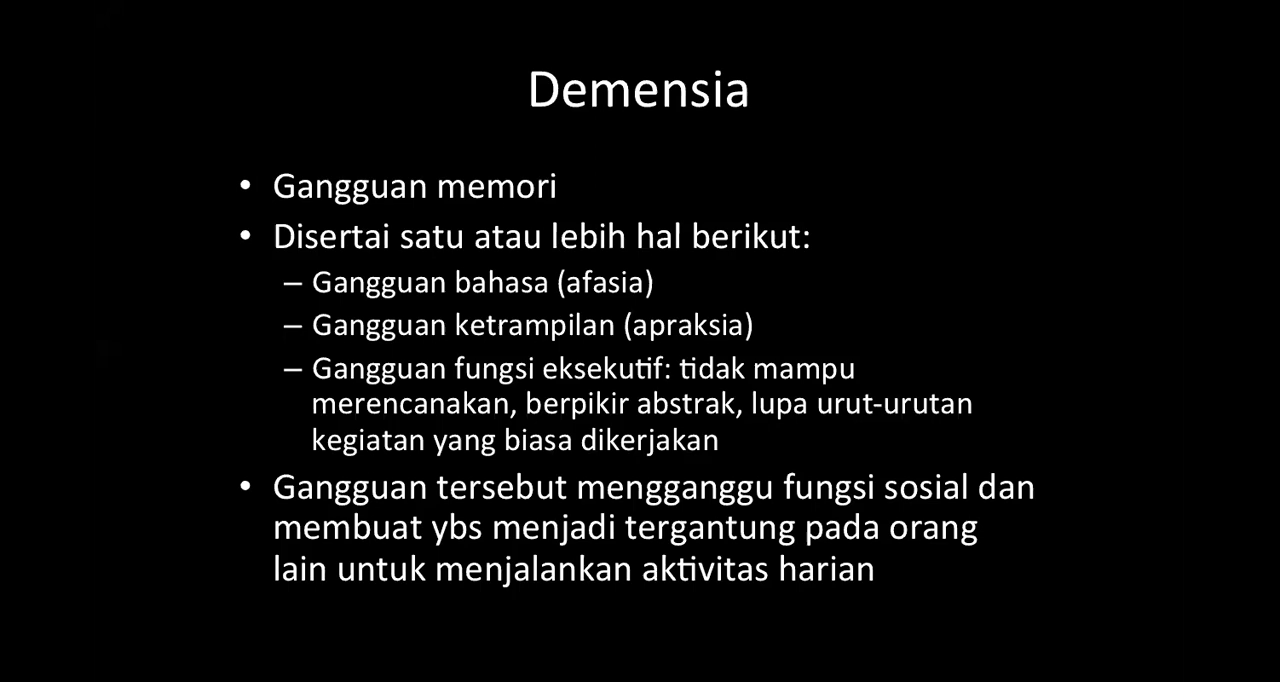 Demensia
• Gangguan memori
• Disertai satu atau lebih hal berikut:
– Gangguan bahasa (afasia)
– Gangguan ketrampilan (apraksia)
– Gangguan fungsi eksekutif: tidak mampu
merencanakan, berpikir abstrak, lupa urut-urutan
kegiatan yang biasa dikerjakan
• Gangguan tersebut mengganggu fungsi sosial dan
membuat ybs menjadi tergantung pada orang
lain untuk menjalankan aktivitas harian